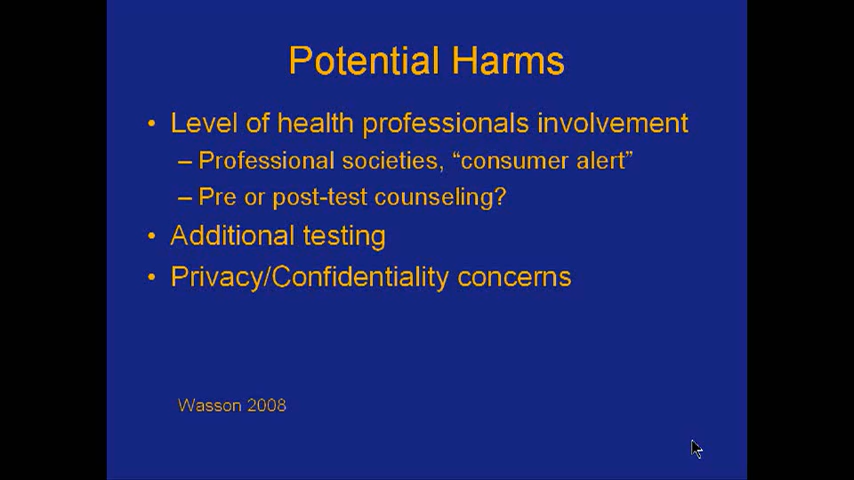 Potential Harms
• Level of health professionals involvement
– Professional societies, “consumer alert”
– Pre or post-test counseling?
• Additional testing
• Privacy/Confidentiality concerns
Wasson 2008